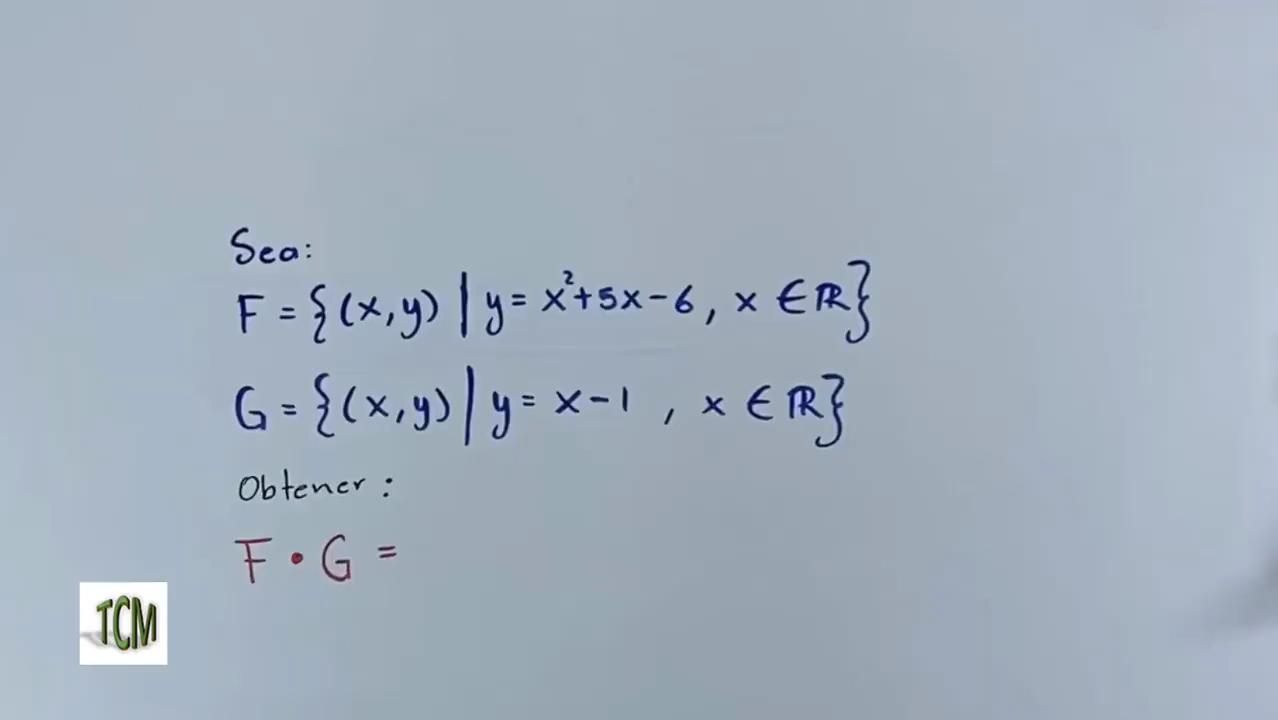 Sea:
F = {(x,y) | y = x²+5x-6, x ∈ ℝ}
G = {(x,y) | y = x-1 , x ∈ ℝ}
Obtener:
F • G =
TCM